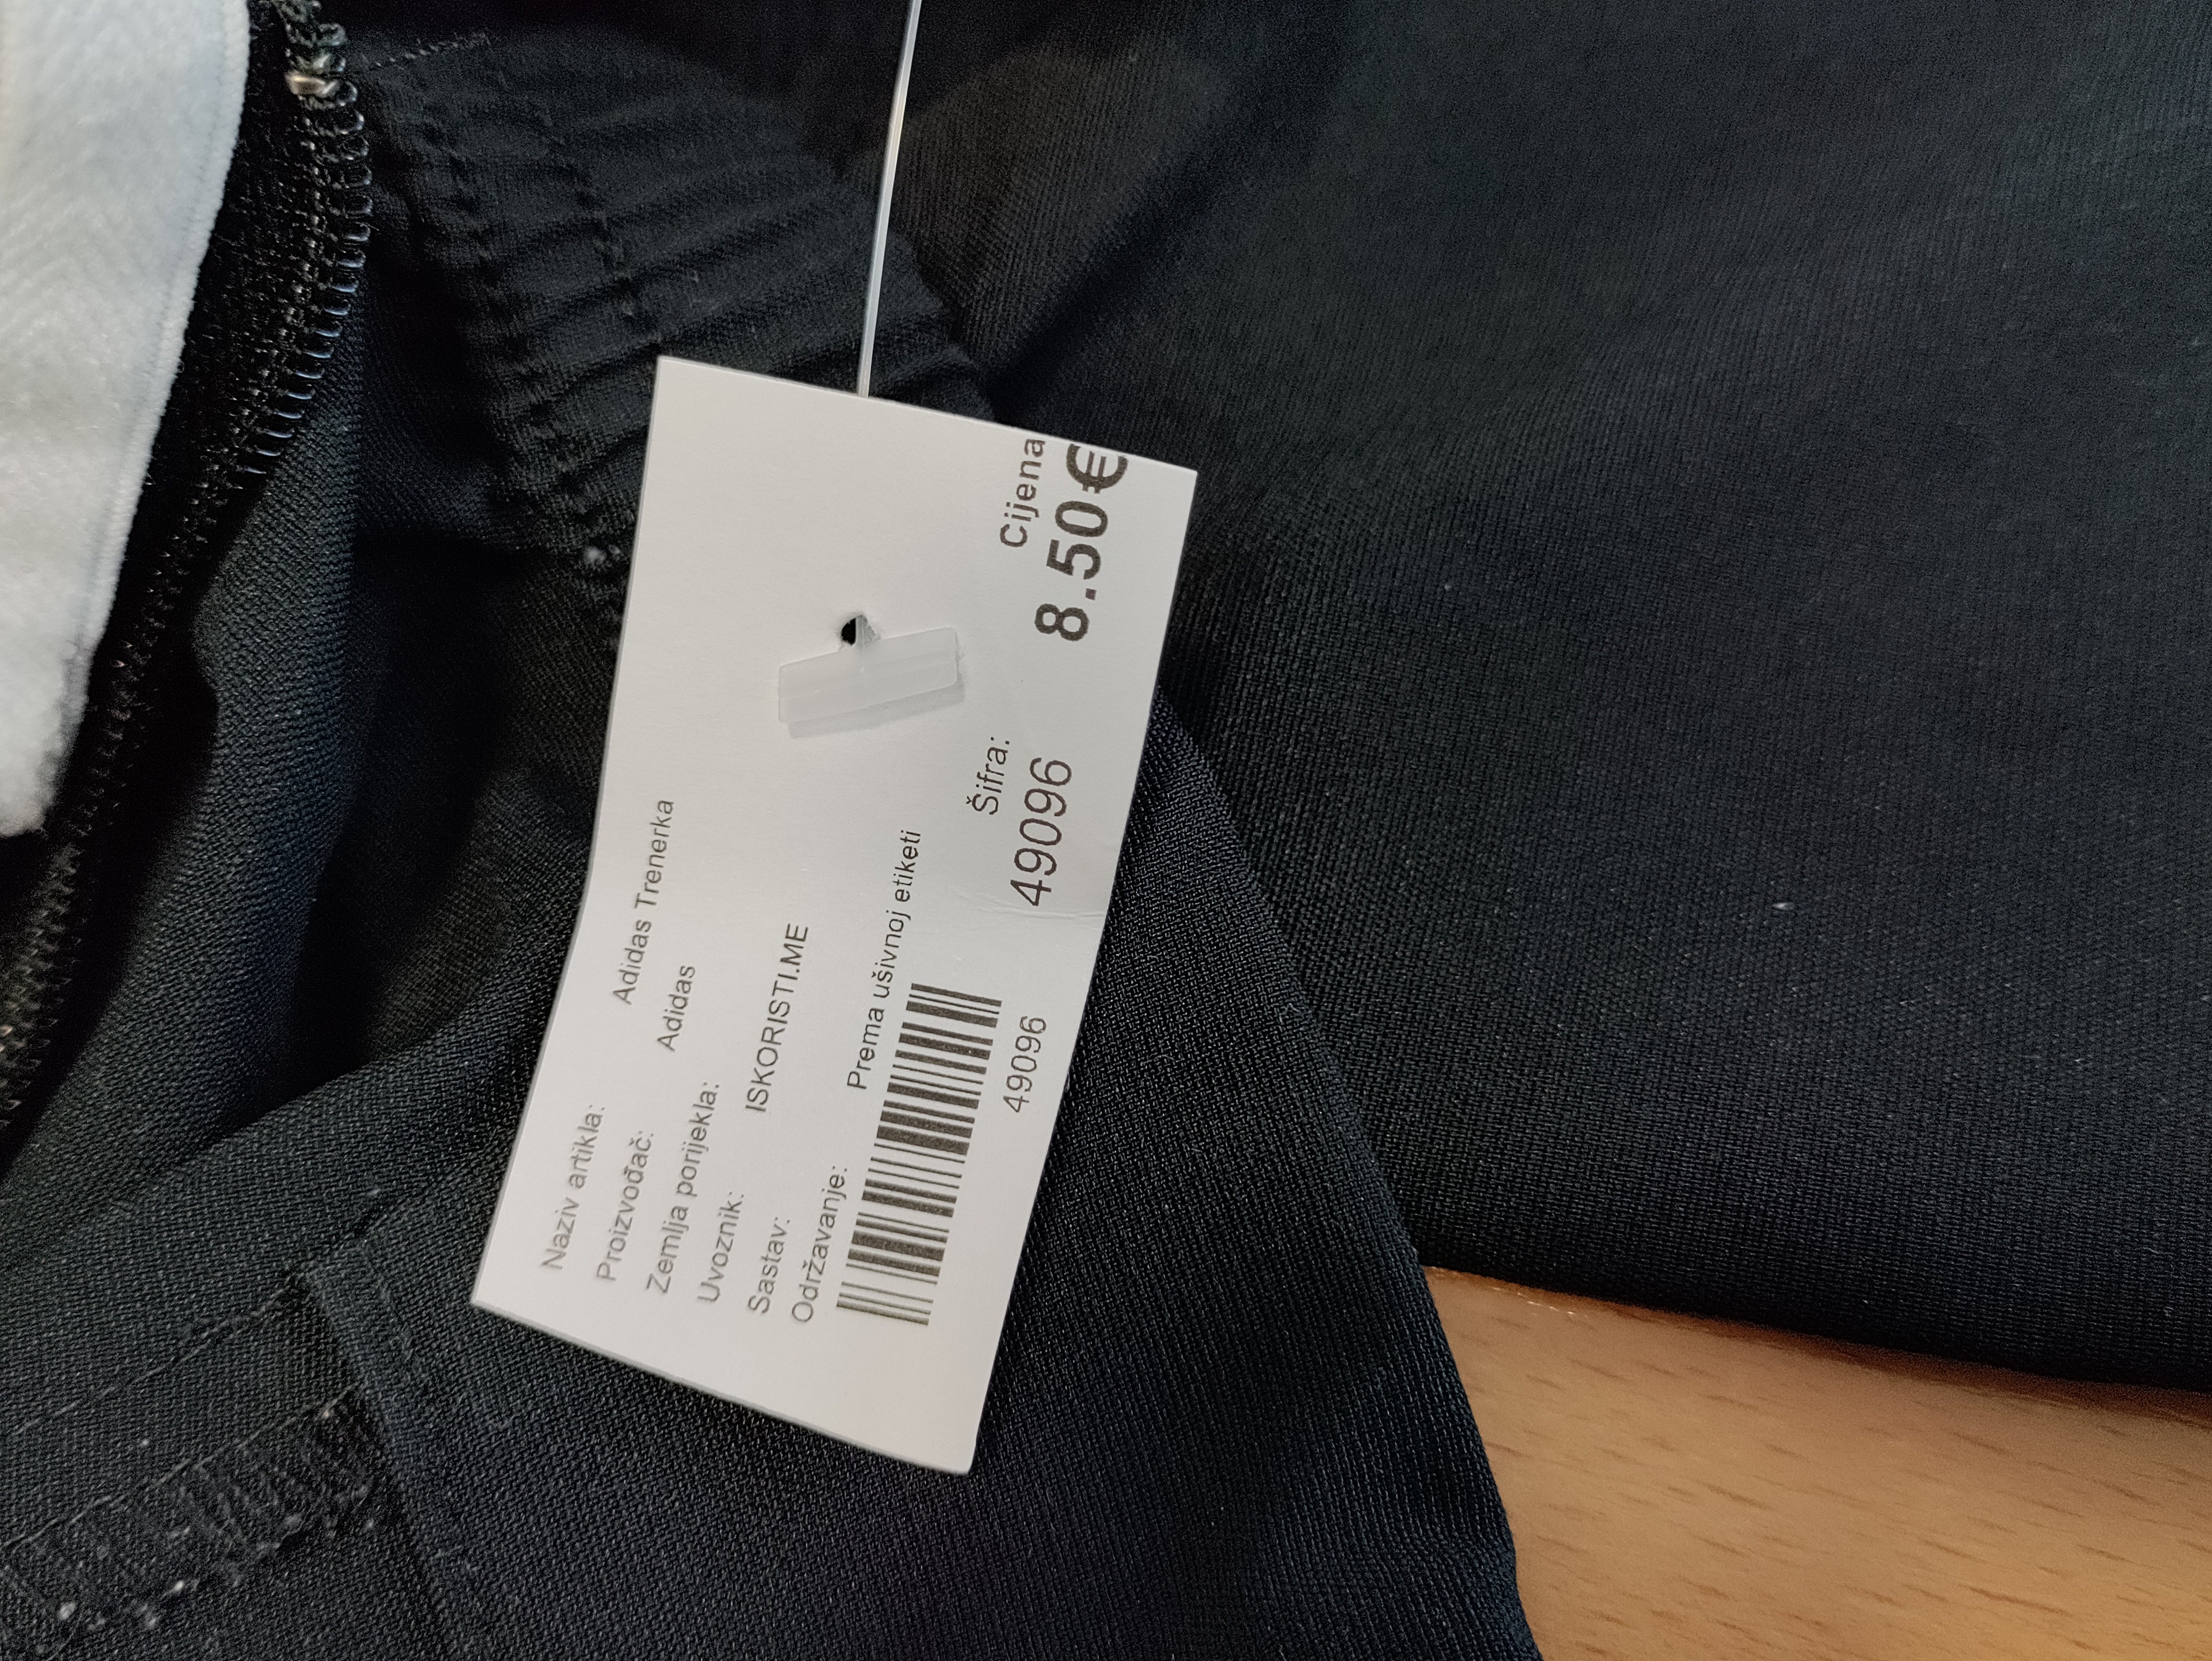 Naziv artikla: Adidas Trenerka
Proizvođač: Adidas
Zemlja porijekla:
Uvoznik: ISKORISTI.ME
Sastav:
Održavanje: Prema ušivnoj etiketi
49096
Šifra:
49096
Cijena
8.50€